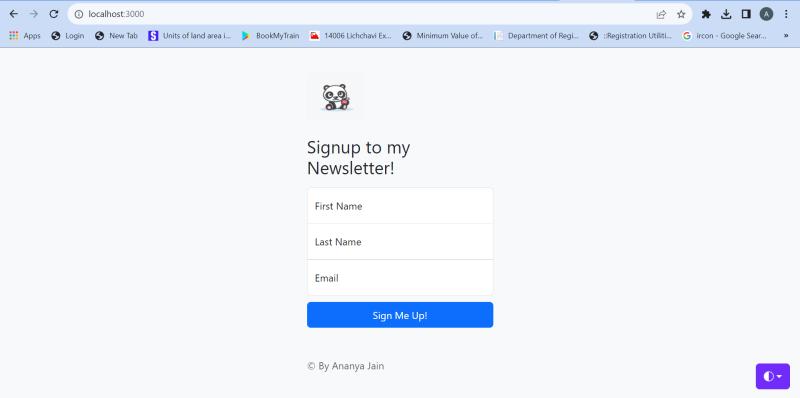 localhost:3000
Apps Login New Tab Units of land area i... BookMyTrain 14006 Lichchavi Ex... Minimum Value of... Department of Regi... ::Registration Utiliti... ircon - Google Sear... »
A
Signup to my
Newsletter!
First Name
Last Name
Email
Sign Me Up!
© By Ananya Jain